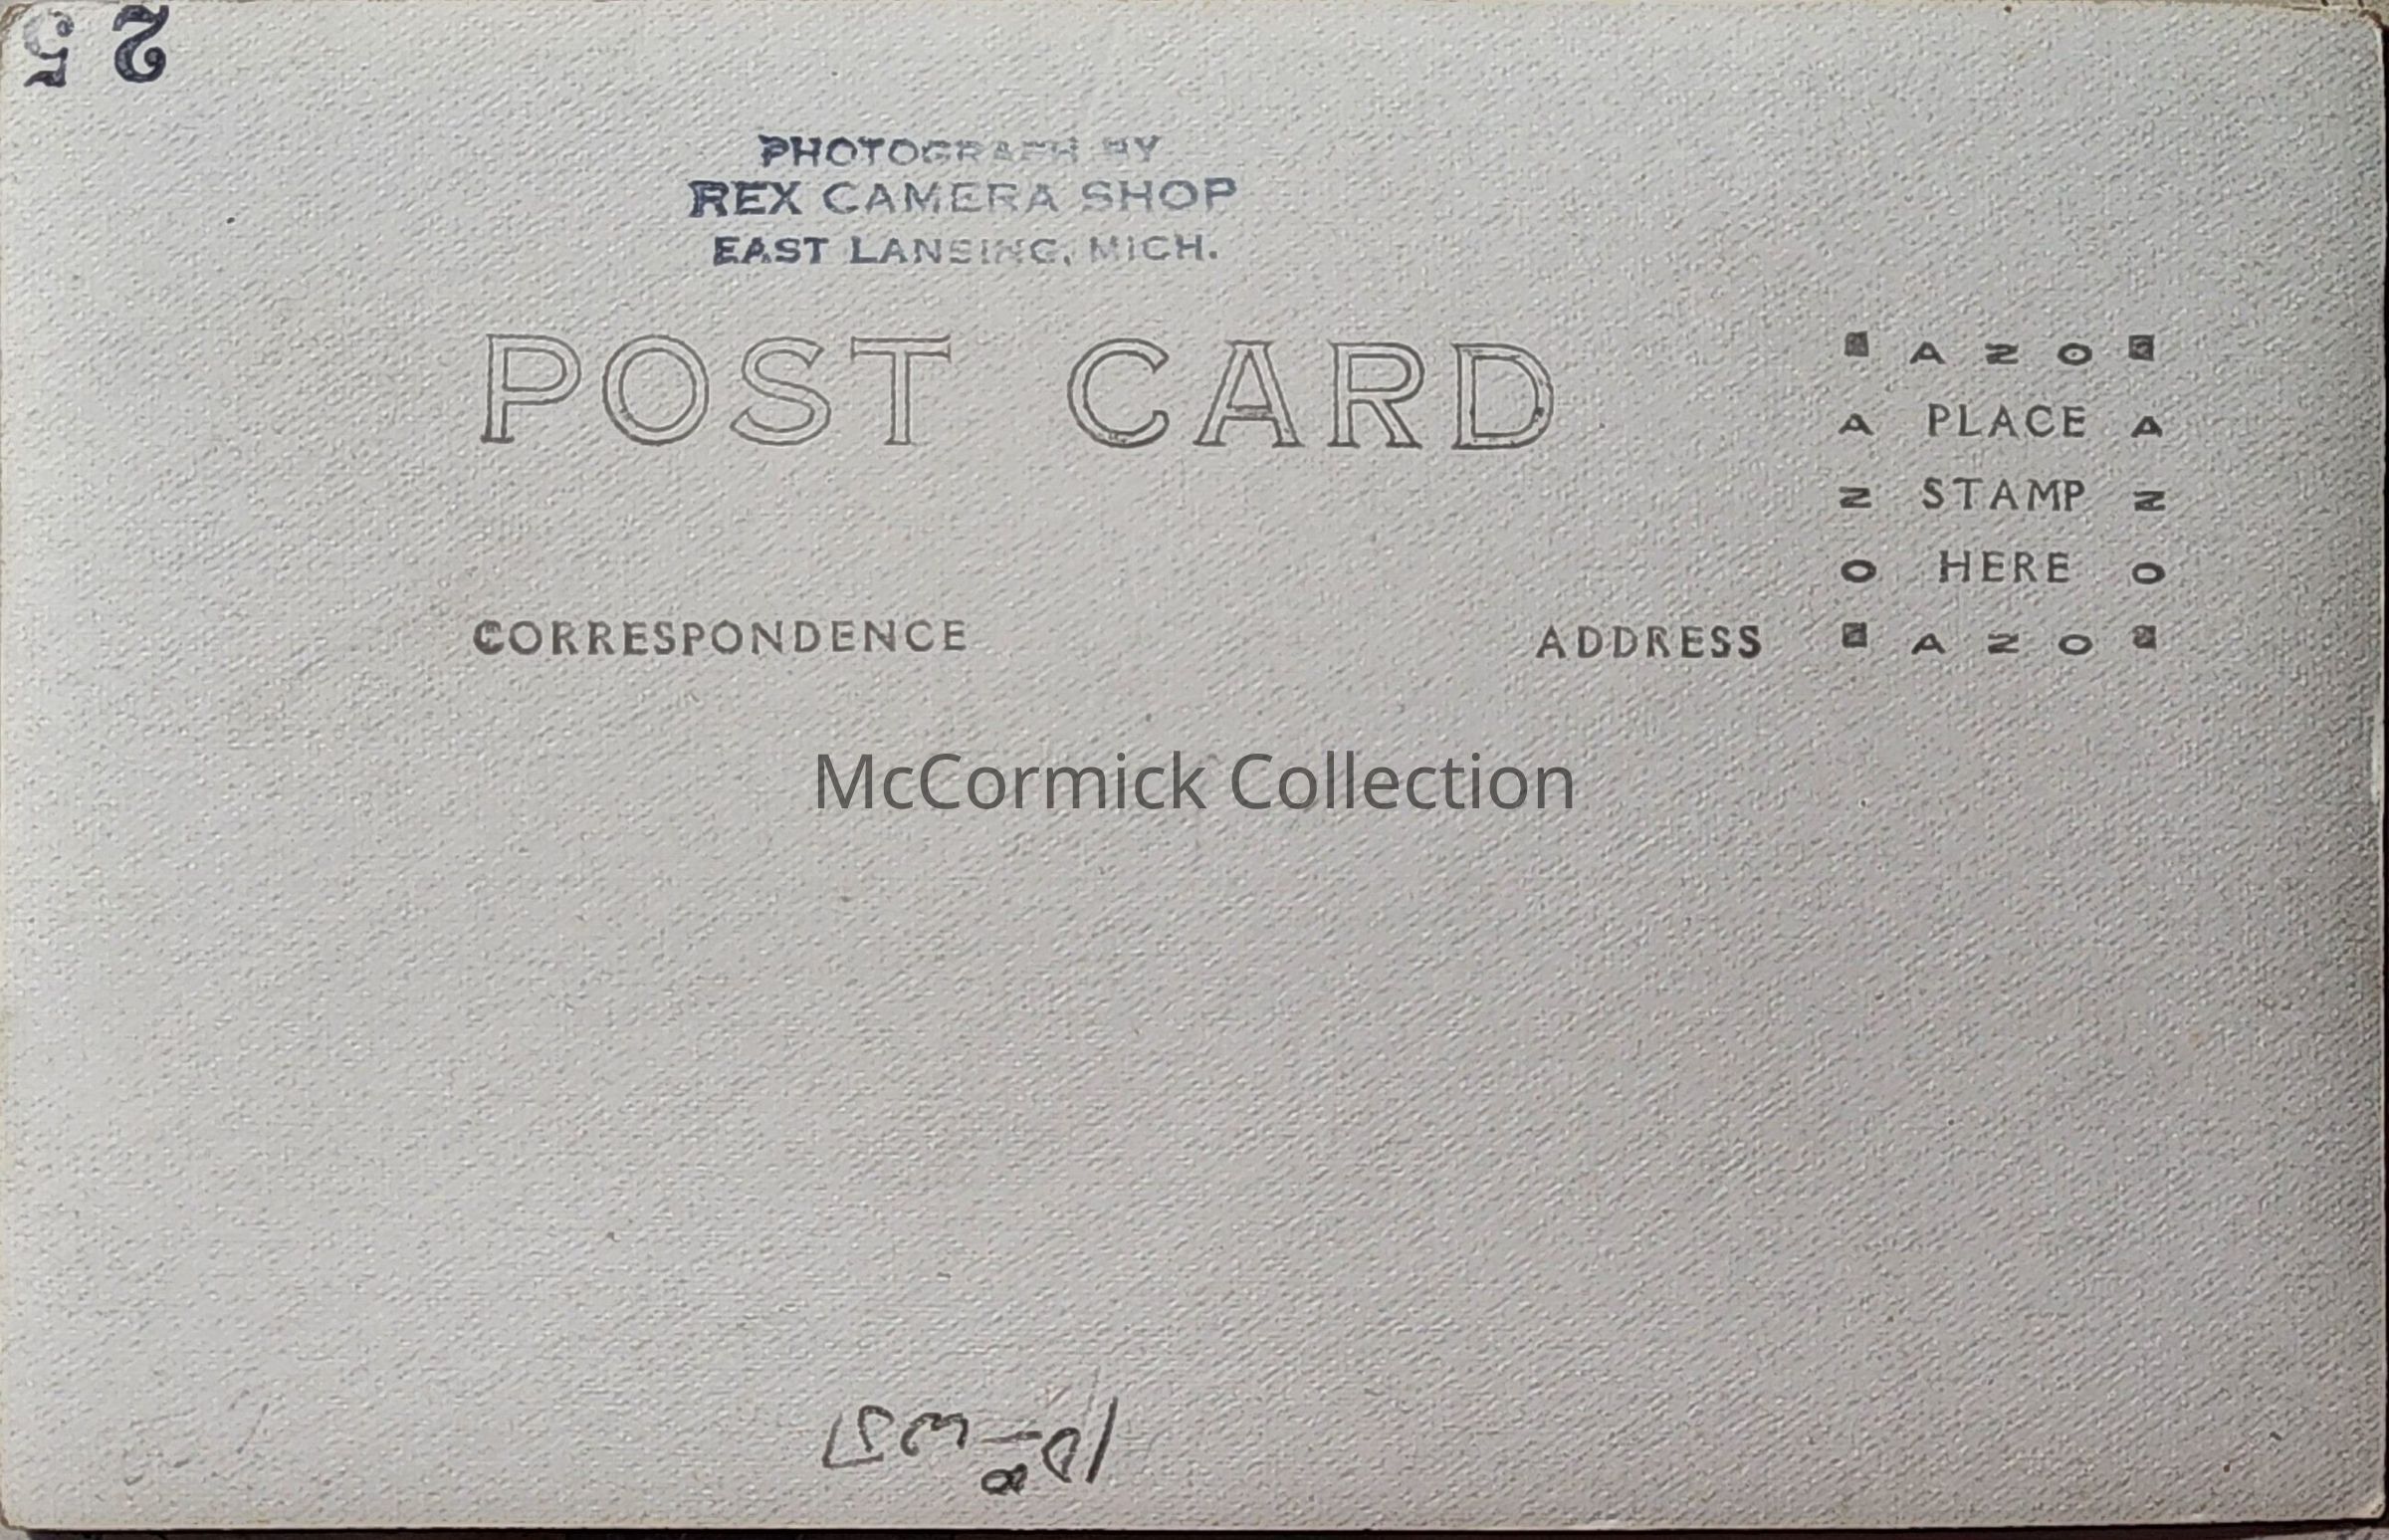 25
PHOTOGRAPH BY
REX CAMERA SHOP
EAST LANSING, MICH.
POST CARD
AZO
A PLACE A
Z STAMP Z
O HERE O
CORRESPONDENCE
ADDRESS
AZO
McCormick Collection